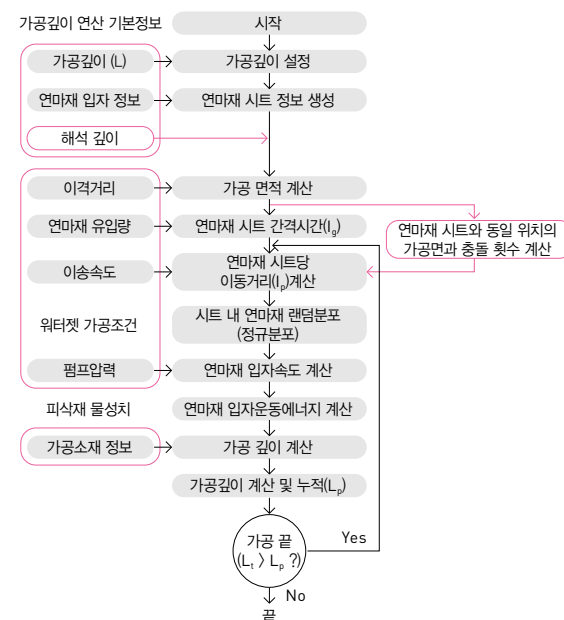 가공깊이 연산 기본정보
시작
가공깊이 (L)
가공깊이 설정
연마재 입자 정보
연마재 시트 정보 생성
해석 깊이
이격거리
가공 면적 계산
연마재 유입량
연마재 시트 간격시간(Ig)
연마재 시트와 동일 위치의
가공면과 충돌 횟수 계산
이송속도
연마재 시트당
이동거리(Ip)계산
워터젯 가공조건
시트 내 연마재 랜덤분포
(정규분포)
펌프압력
연마재 입자속도 계산
피삭재 물성치
연마재 입자운동에너지 계산
가공소재 정보
가공 깊이 계산
가공깊이 계산 및 누적(Lp)
가공 끝
(Lt 〉 Lp ?)
Yes
No
끝